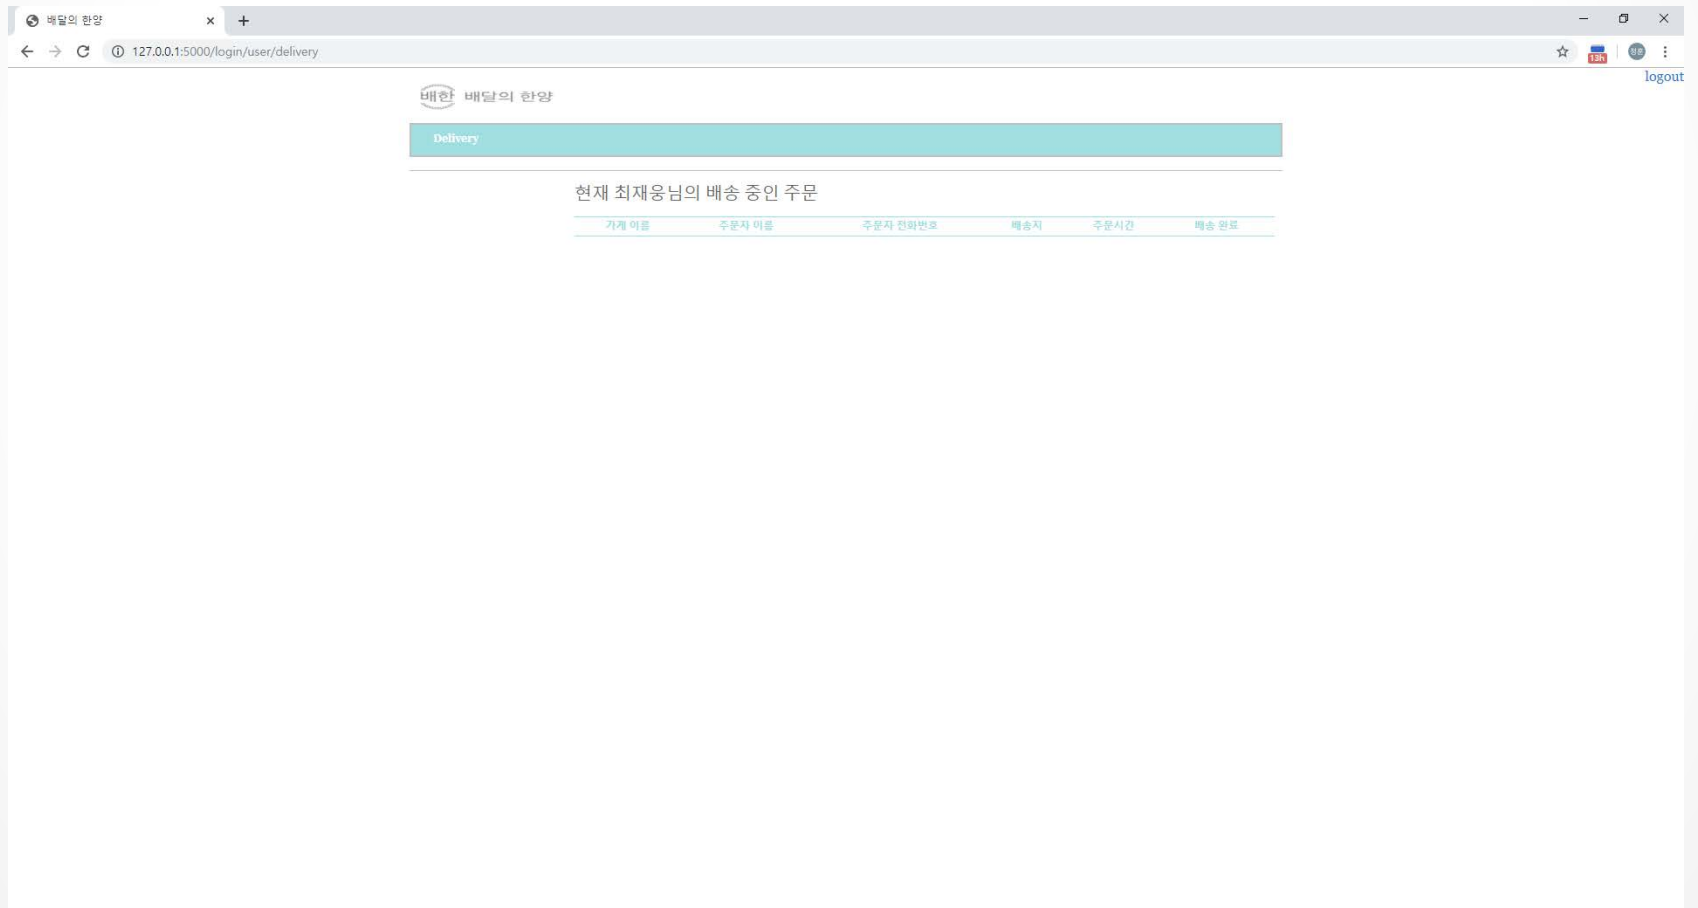 배달의 한양
127.0.0.1:5000/login/user/delivery
13h
logout
배한 배달의 한양
Delivery
현재 최재웅님의 배송 중인 주문
가게 이름 주문자 이름 주문자 전화번호 배송지 주문시간 배송 완료